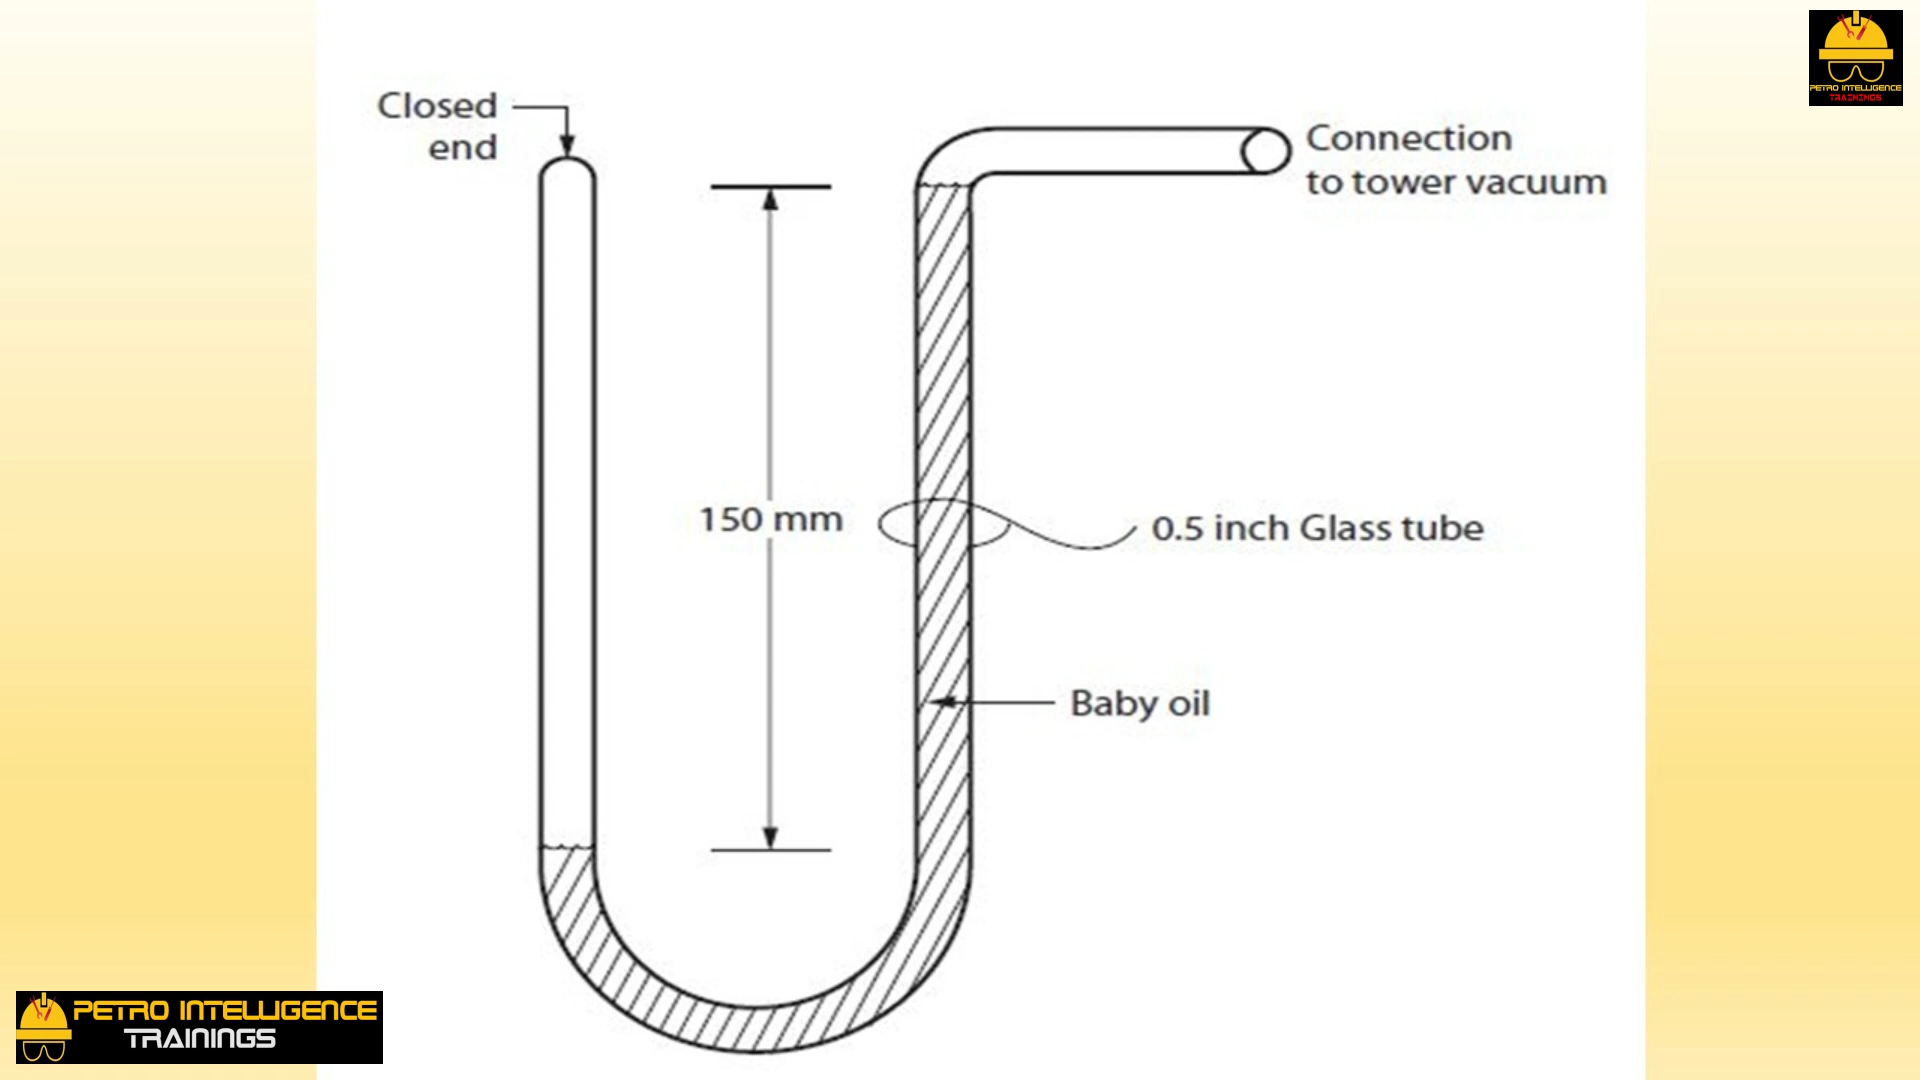 PETRO INTELLIGENCE
TRAININGS
Closed
end
Connection
to tower vacuum
150 mm
0.5 inch Glass tube
Baby oil
PETRO INTELLIGENCE
TRAININGS